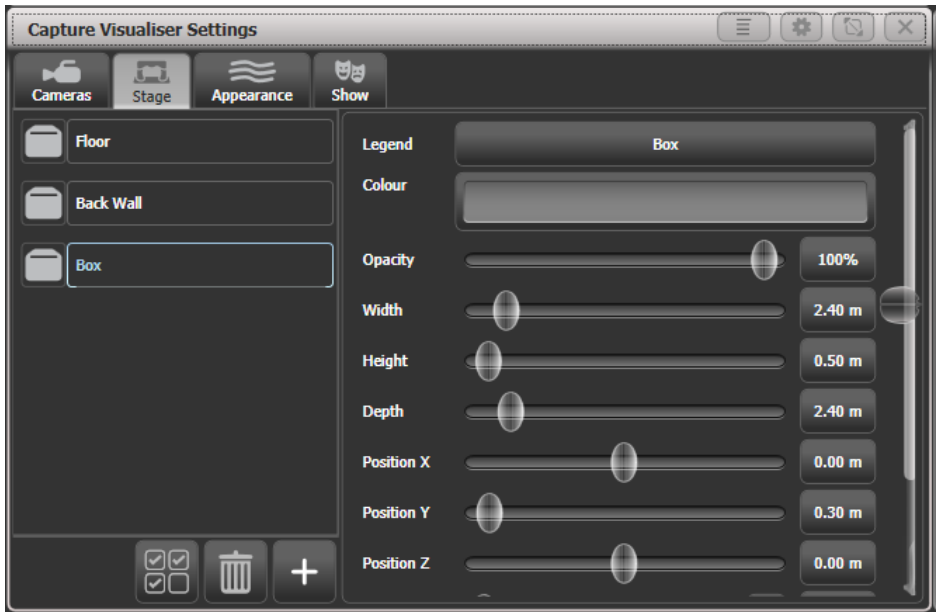 Capture Visualiser Settings
Cameras
Stage
Appearance
Show
Floor
Back Wall
Box
Legend
Box
Colour
Opacity
100%
Width
2.40 m
Height
0.50 m
Depth
2.40 m
Position X
0.00 m
Position Y
0.30 m
Position Z
0.00 m